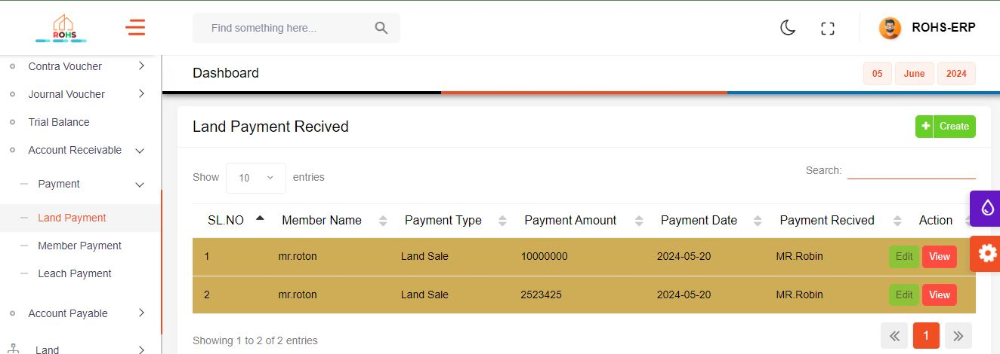 ROHS
Find something here...
ROHS-ERP
Contra Voucher
Journal Voucher
Trial Balance
Account Receivable
Payment
Land Payment
Member Payment
Leach Payment
Account Payable
Land
Dashboard
05 June 2024
Land Payment Recived
+ Create
Show 10 entries
Search:
SL.NO Member Name Payment Type Payment Amount Payment Date Payment Recived Action
1 mr.roton Land Sale 10000000 2024-05-20 MR.Robin Edit View
2 mr.roton Land Sale 2523425 2024-05-20 MR.Robin Edit View
Showing 1 to 2 of 2 entries
« 1 »